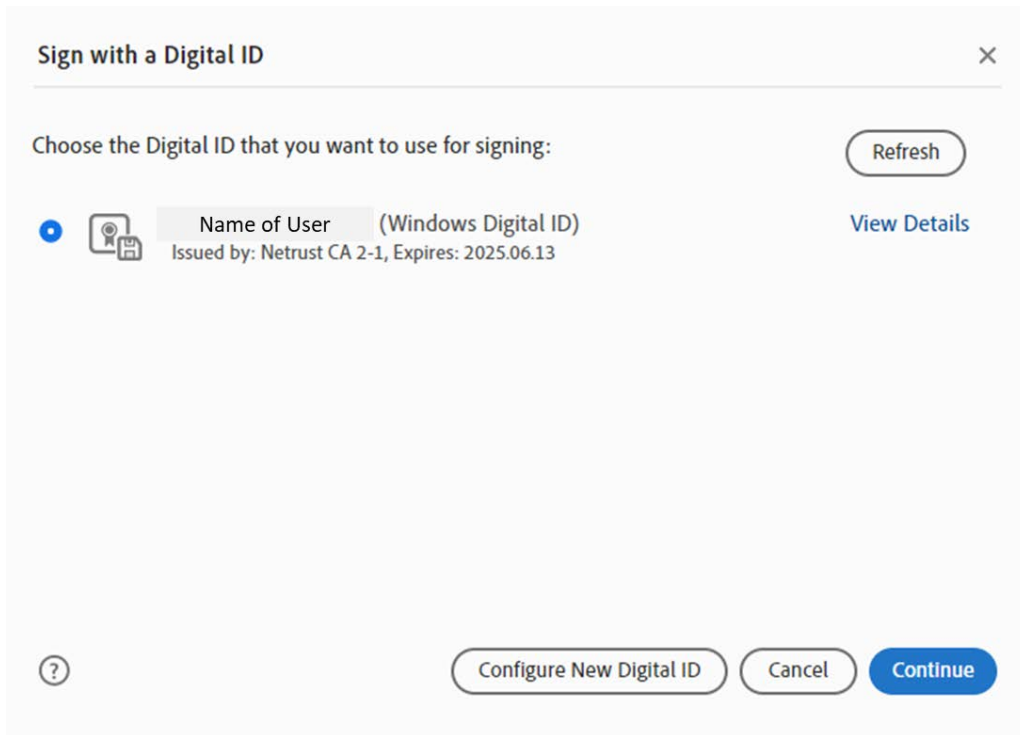 Sign with a Digital ID
Choose the Digital ID that you want to use for signing:
Refresh
Name of User (Windows Digital ID)
View Details
Issued by: Netrust CA 2-1, Expires: 2025.06.13
?
Configure New Digital ID
Cancel
Continue